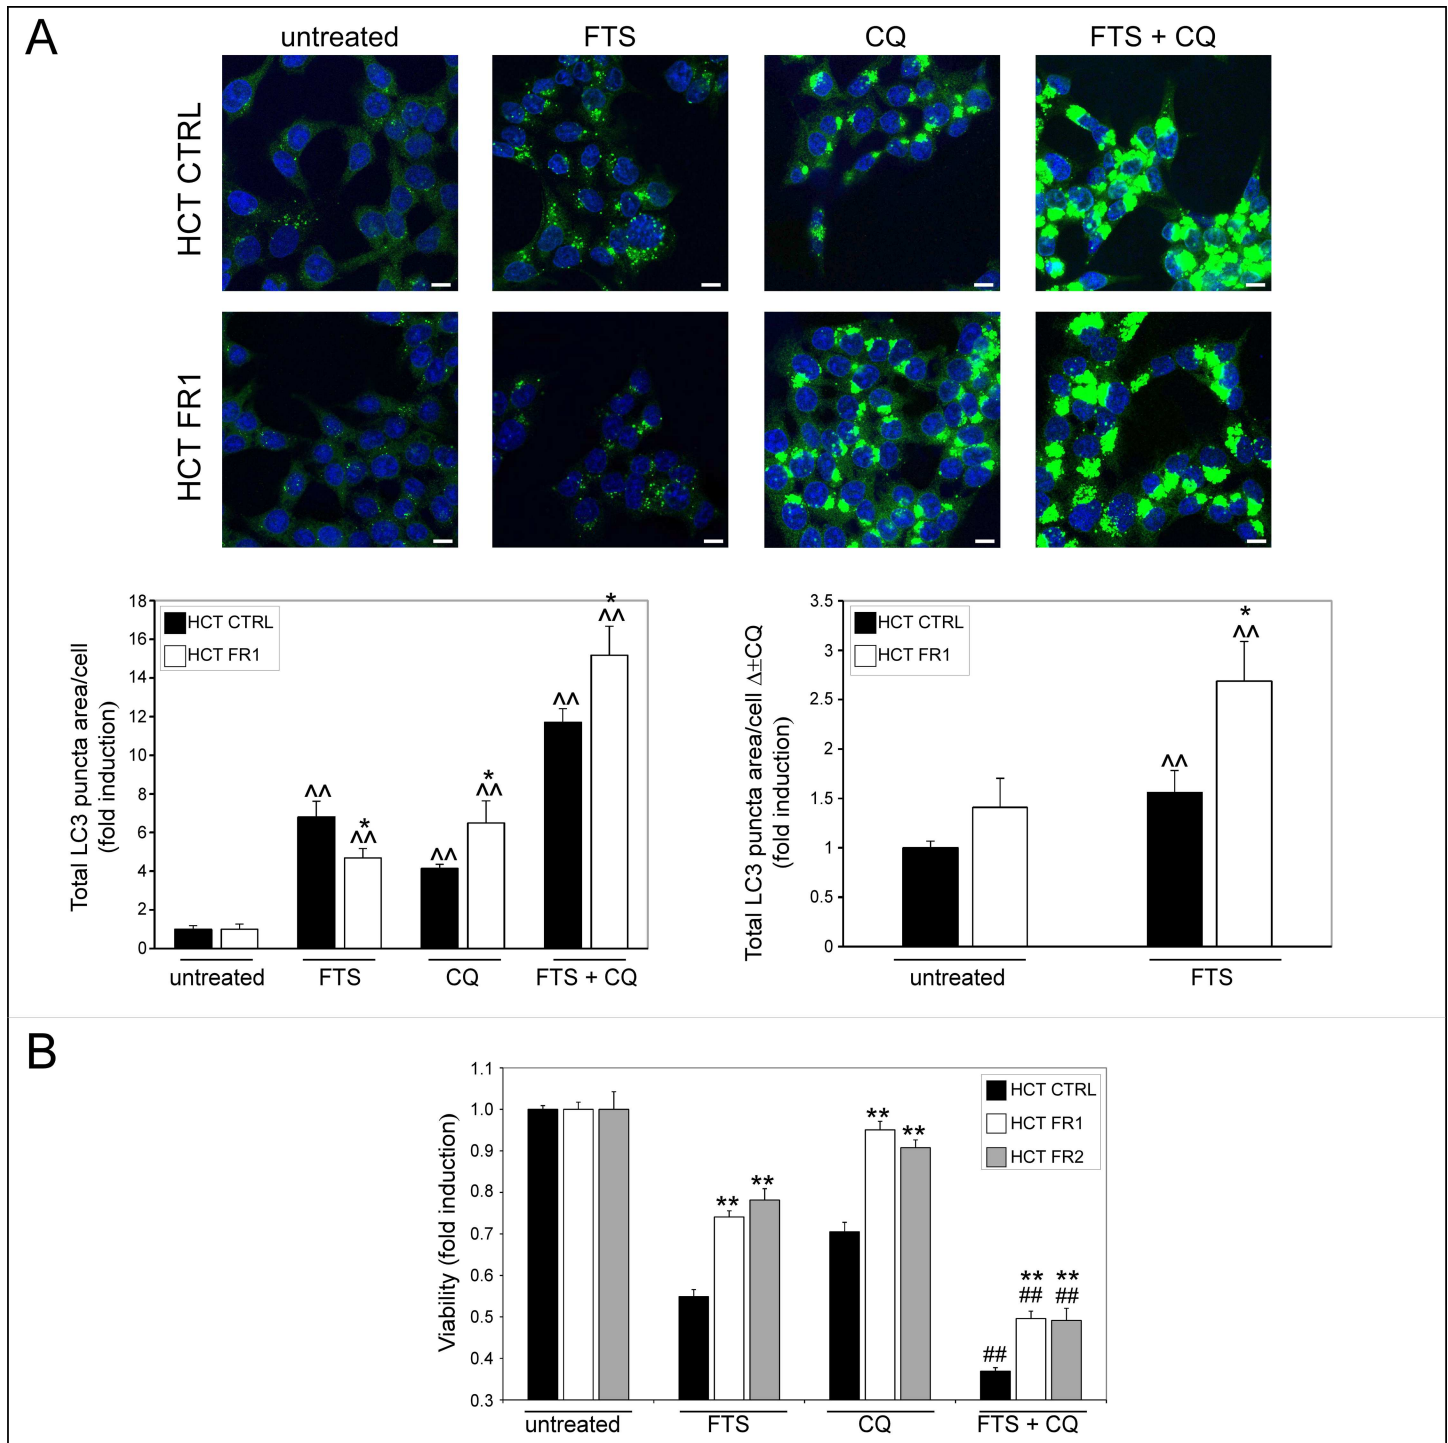 A
untreated
FTS
CQ
FTS + CQ
HCT CTRL
HCT FR1
Total LC3 puncta area/cell
(fold induction)
18
16
14
12
10
8
6
4
2
0
HCT CTRL
HCT FR1
^^
*
^^
^^
*
^^
^^
*
^^
untreated
FTS
CQ
FTS + CQ
Total LC3 puncta area/cell Δ±CQ
(fold induction)
3.5
3
2.5
2
1.5
1
0.5
0
HCT CTRL
HCT FR1
^^
*
^^
untreated
FTS
B
Viability (fold induction)
1.1
1.0
0.9
0.8
0.7
0.6
0.5
0.4
0.3
HCT CTRL
HCT FR1
HCT FR2
**
**
**
**
##
**
##
**
##
untreated
FTS
CQ
FTS + CQ